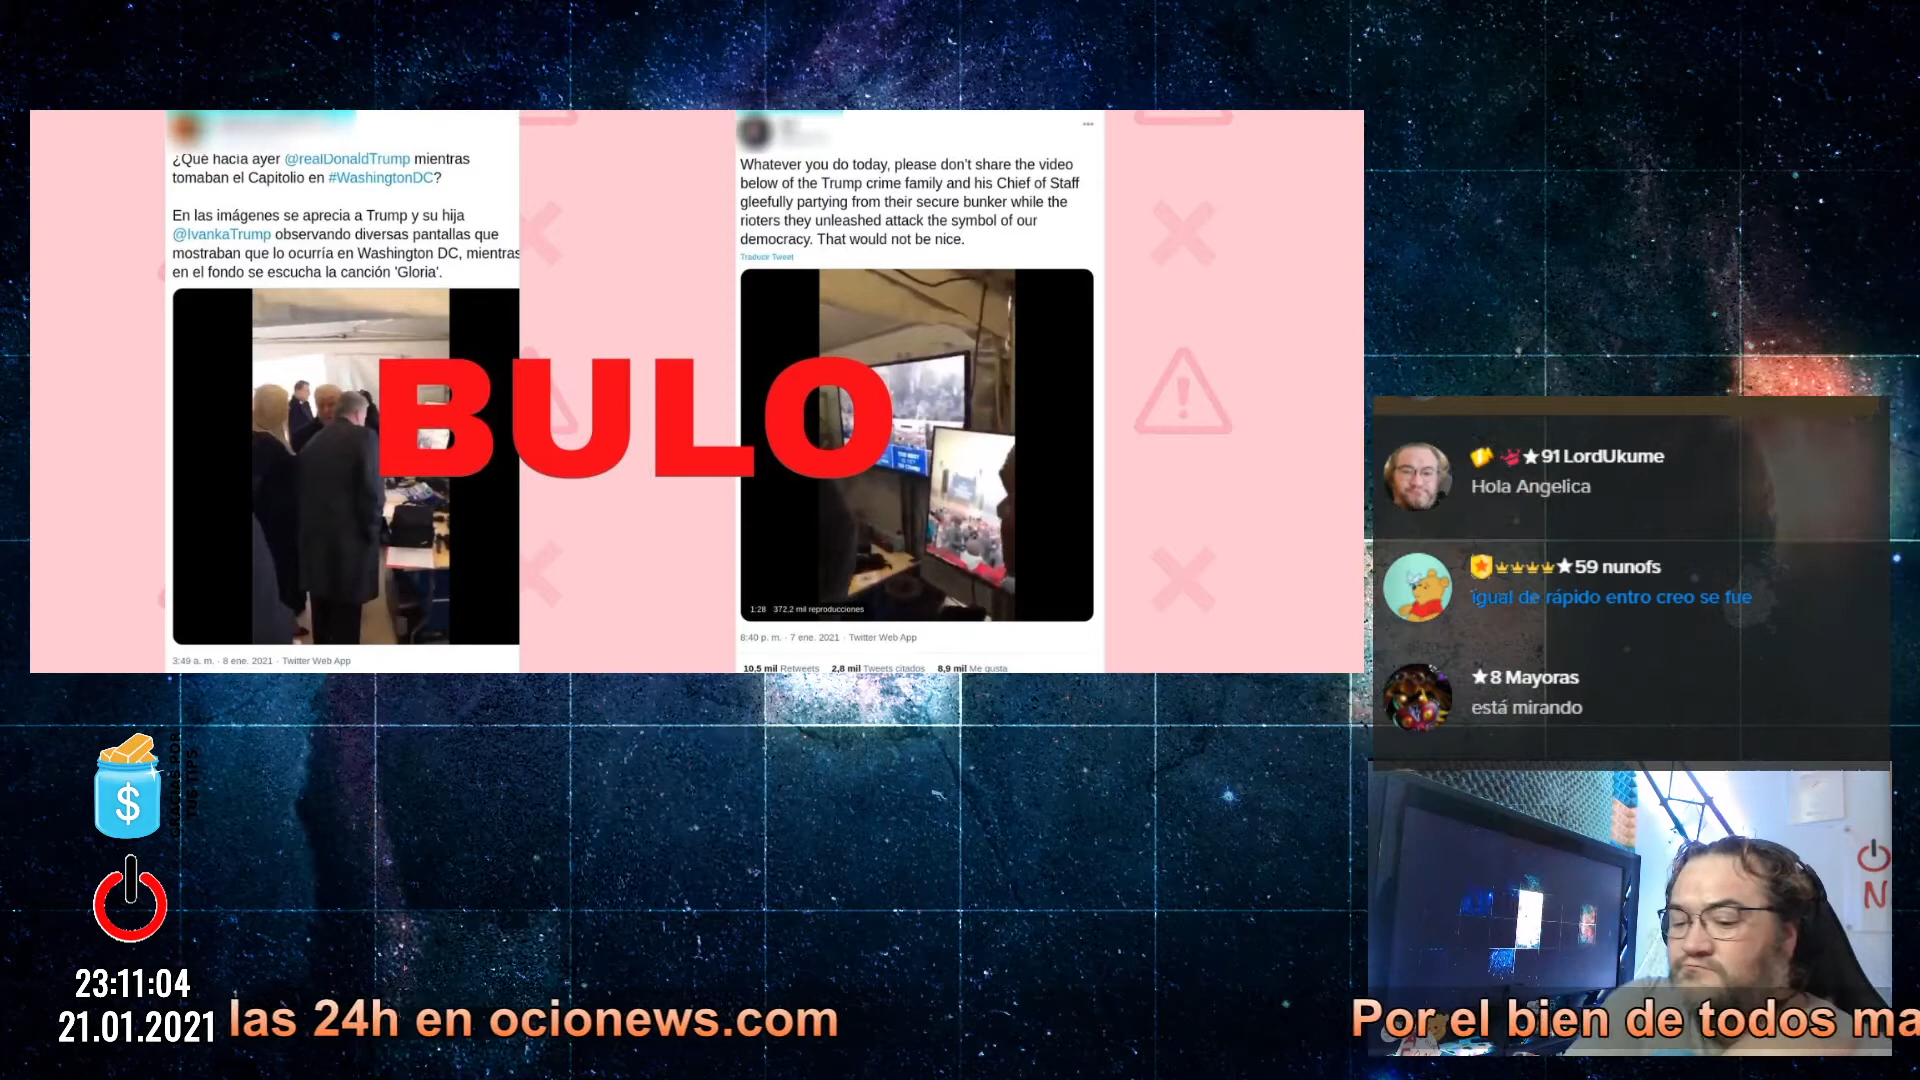 ¿Qué hacía ayer @realDonaldTrump mientras
tomaban el Capitolio en #WashingtonDC?
En las imágenes se aprecia a Trump y su hija
@IvankaTrump observando diversas pantallas que
mostraban que lo ocurría en Washington DC, mientras
en el fondo se escucha la canción 'Gloria'.
3:49 a. m. · 8 ene. 2021 · Twitter Web App
Whatever you do today, please don't share the video
below of the Trump crime family and his Chief of Staff
gleefully partying from their secure bunker while the
rioters they unleashed attack the symbol of our
democracy. That would not be nice.
Traducir Tweet
1:28 372,2 mil reproducciones
8:40 p. m. · 7 ene. 2021 · Twitter Web App
10,5 mil Retweets 2,8 mil Tweets citados 8,9 mil Me gusta
BULO
91 LordUkume
Hola Angelica
59 nunofs
igual de rápido entro creo se fue
8 Mayoras
está mirando
$
GRACIAS POR
TUS TIPS
N
23:11:04
21.01.2021
las 24h en ocionews.com
Por el bien de todos ma